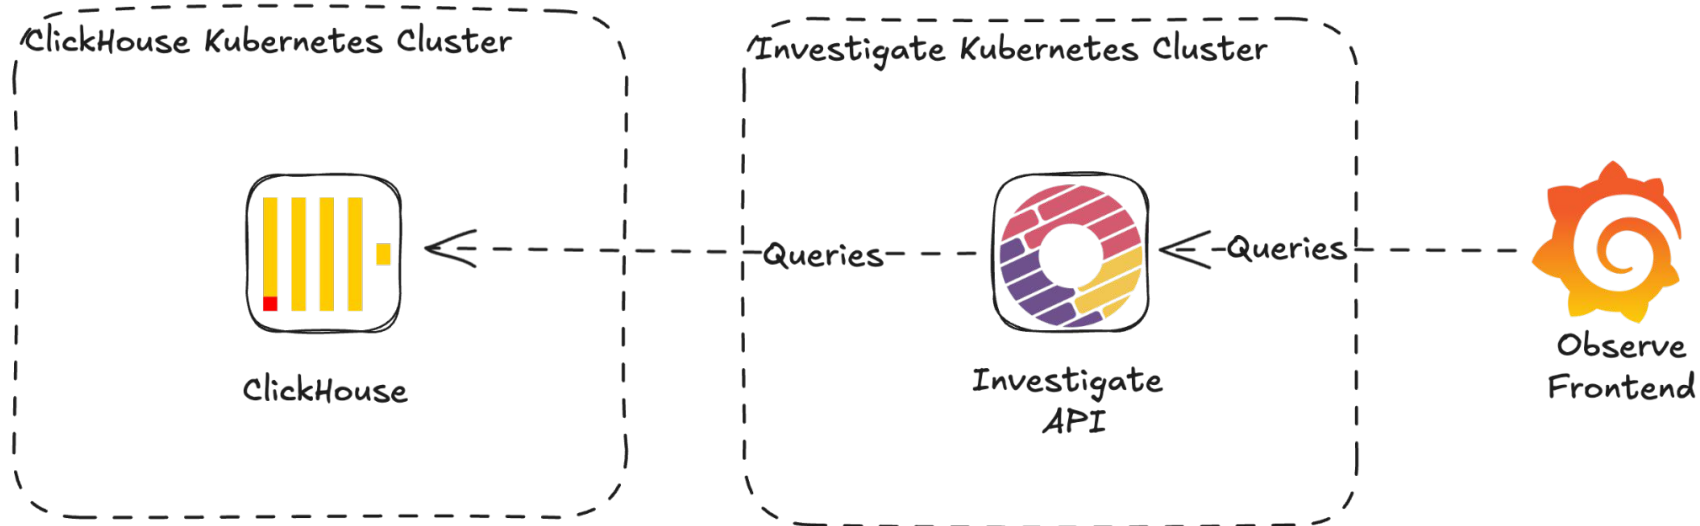 ClickHouse Kubernetes Cluster
Investigate Kubernetes Cluster
Queries
Queries
ClickHouse
Investigate
API
Observe
Frontend